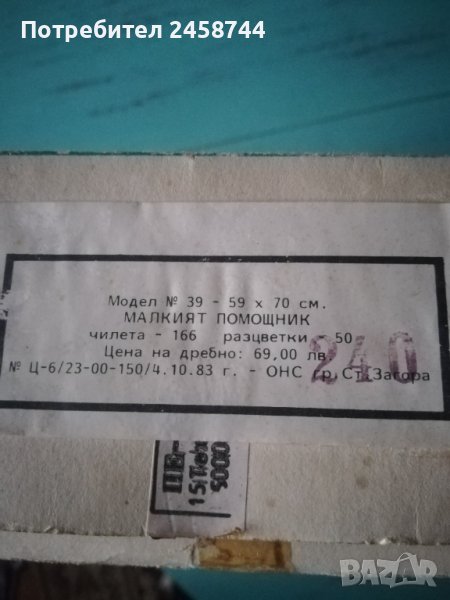 Потребител 2458744
Модел № 39 - 59 x 70 см.
МАЛКИЯТ ПОМОЩНИК
чилета - 166 разцветки - 50
Цена на дребно: 69,00 лв
240
№ Ц-6/23-00-150/4.10.83 г. - ОНС гр. Ст. Загора
BAZAR